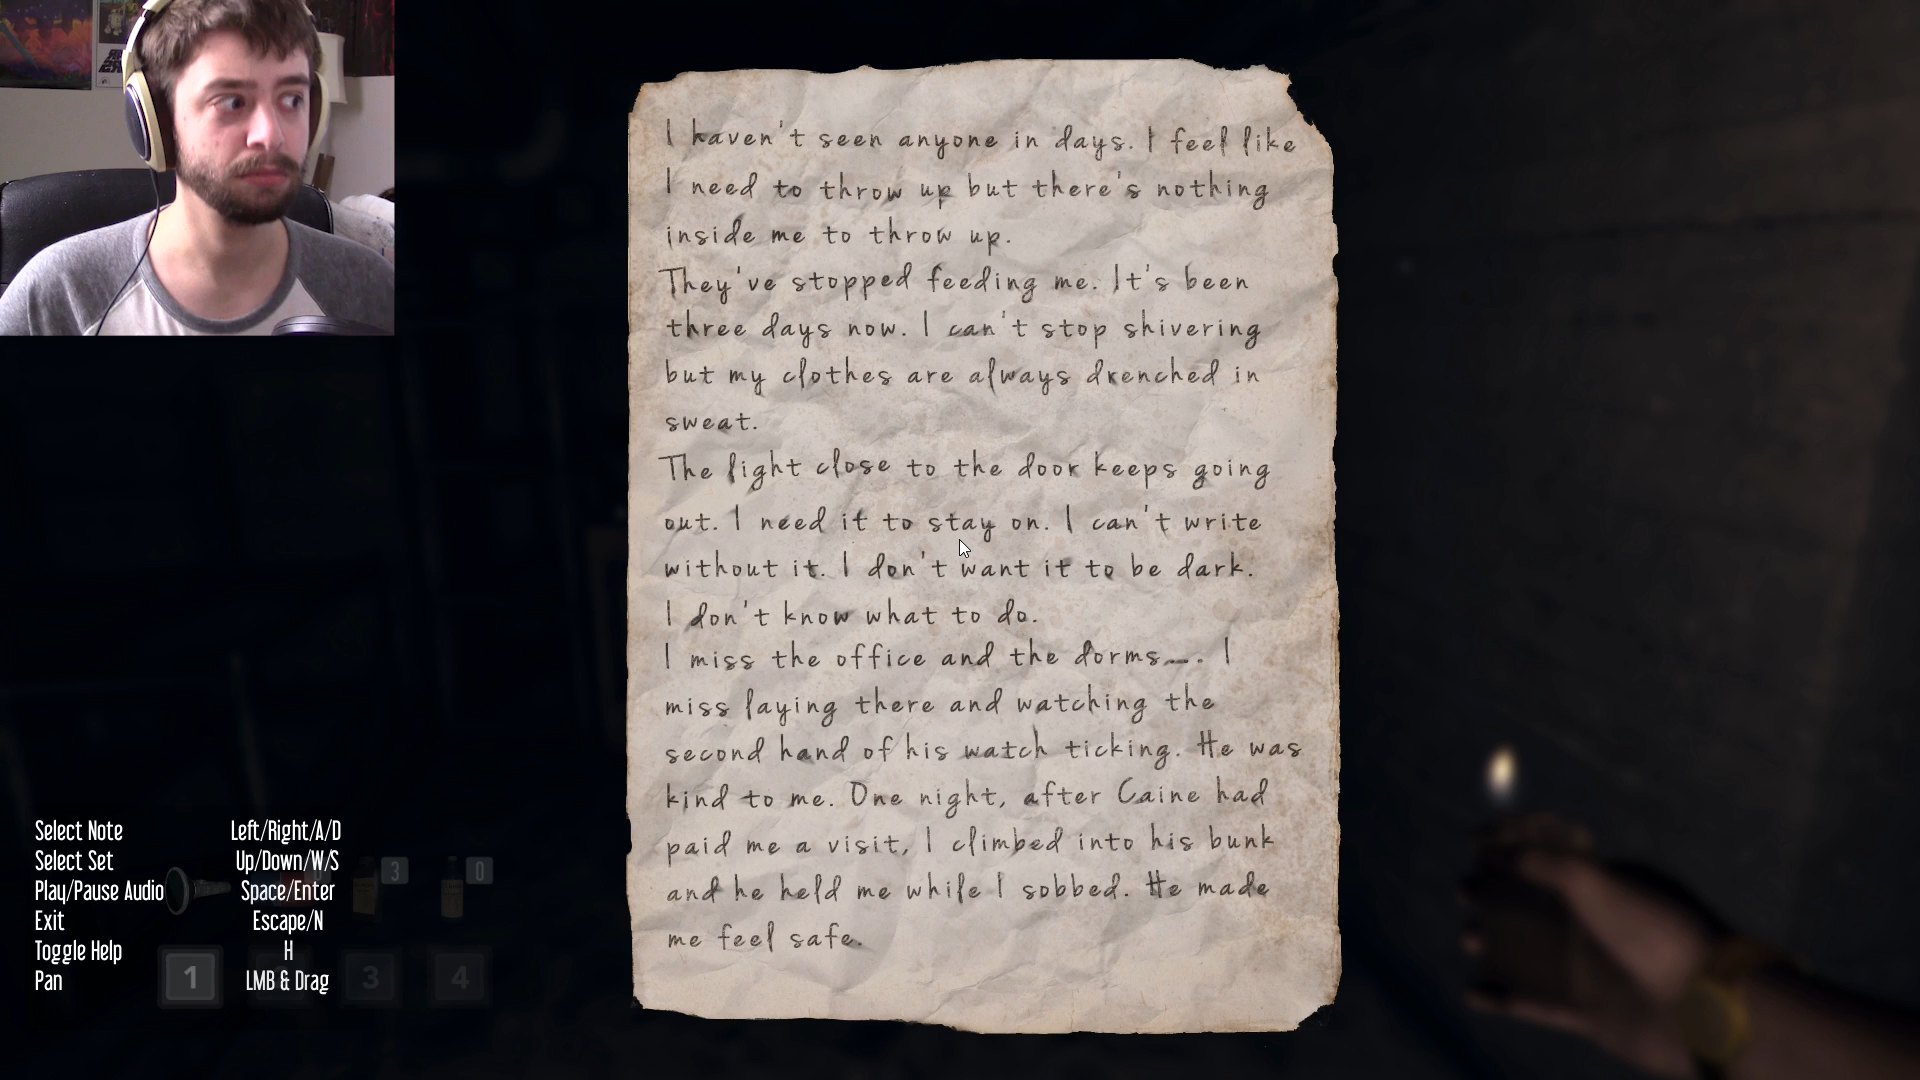 I haven't seen anyone in days. I feel like
I need to throw up but there's nothing
inside me to throw up.
They've stopped feeding me. It's been
three days now. I can't stop shivering
but my clothes are always drenched in
sweat.
The light close to the door keeps going
out. I need it to stay on. I can't write
without it. I don't want it to be dark.
I don't know what to do.
I miss the office and the dorms.... I
miss laying there and watching the
second hand of his watch ticking. He was
kind to me. One night, after Caine had
paid me a visit, I climbed into his bunk
and he held me while I sobbed. He made
me feel safe.
Select Note Left/Right/A/D
Select Set Up/Down/W/S
Play/Pause Audio Space/Enter
Exit Escape/N
Toggle Help H
Pan LMB & Drag
3 0
1 3 4